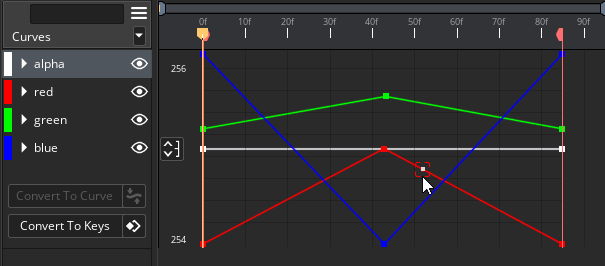 0f 10f 20f 30f 40f 50f 60f 70f 80f 90f
Curves
alpha
red
green
blue
256
254
Convert To Curve
Convert To Keys